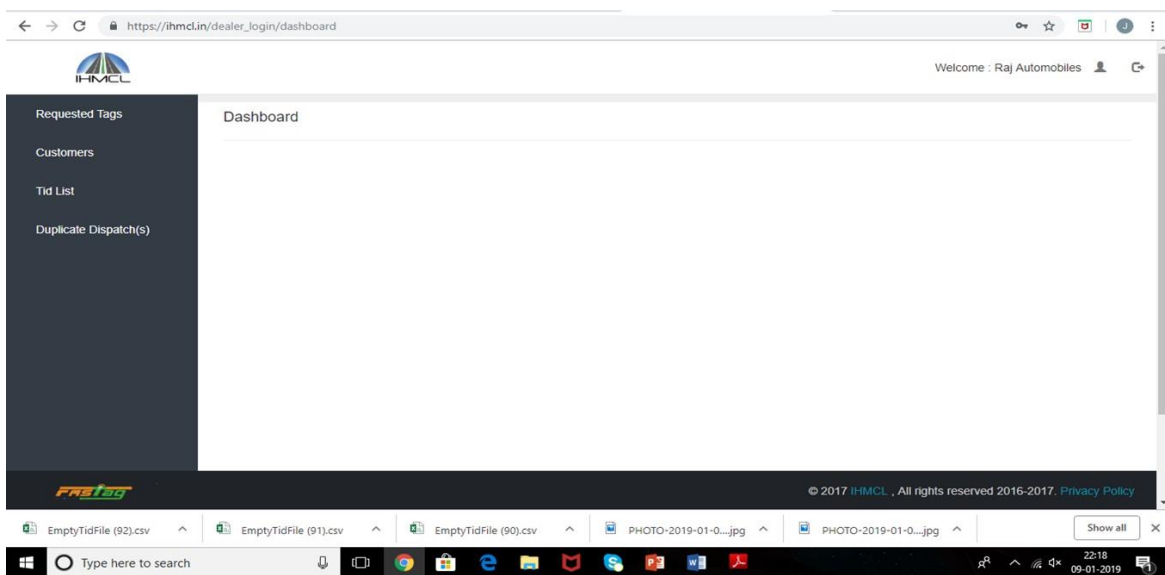 https://ihmcl.in/dealer_login/dashboard
J
IHMCL
Welcome : Raj Automobiles
Requested Tags
Dashboard
Customers
Tid List
Duplicate Dispatch(s)
FASTag
© 2017 IHMCL , All rights reserved 2016-2017. Privacy Policy
EmptyTidFile (92).csv
EmptyTidFile (91).csv
EmptyTidFile (90).csv
PHOTO-2019-01-0....jpg
PHOTO-2019-01-0....jpg
Show all
Type here to search
22:18
09-01-2019